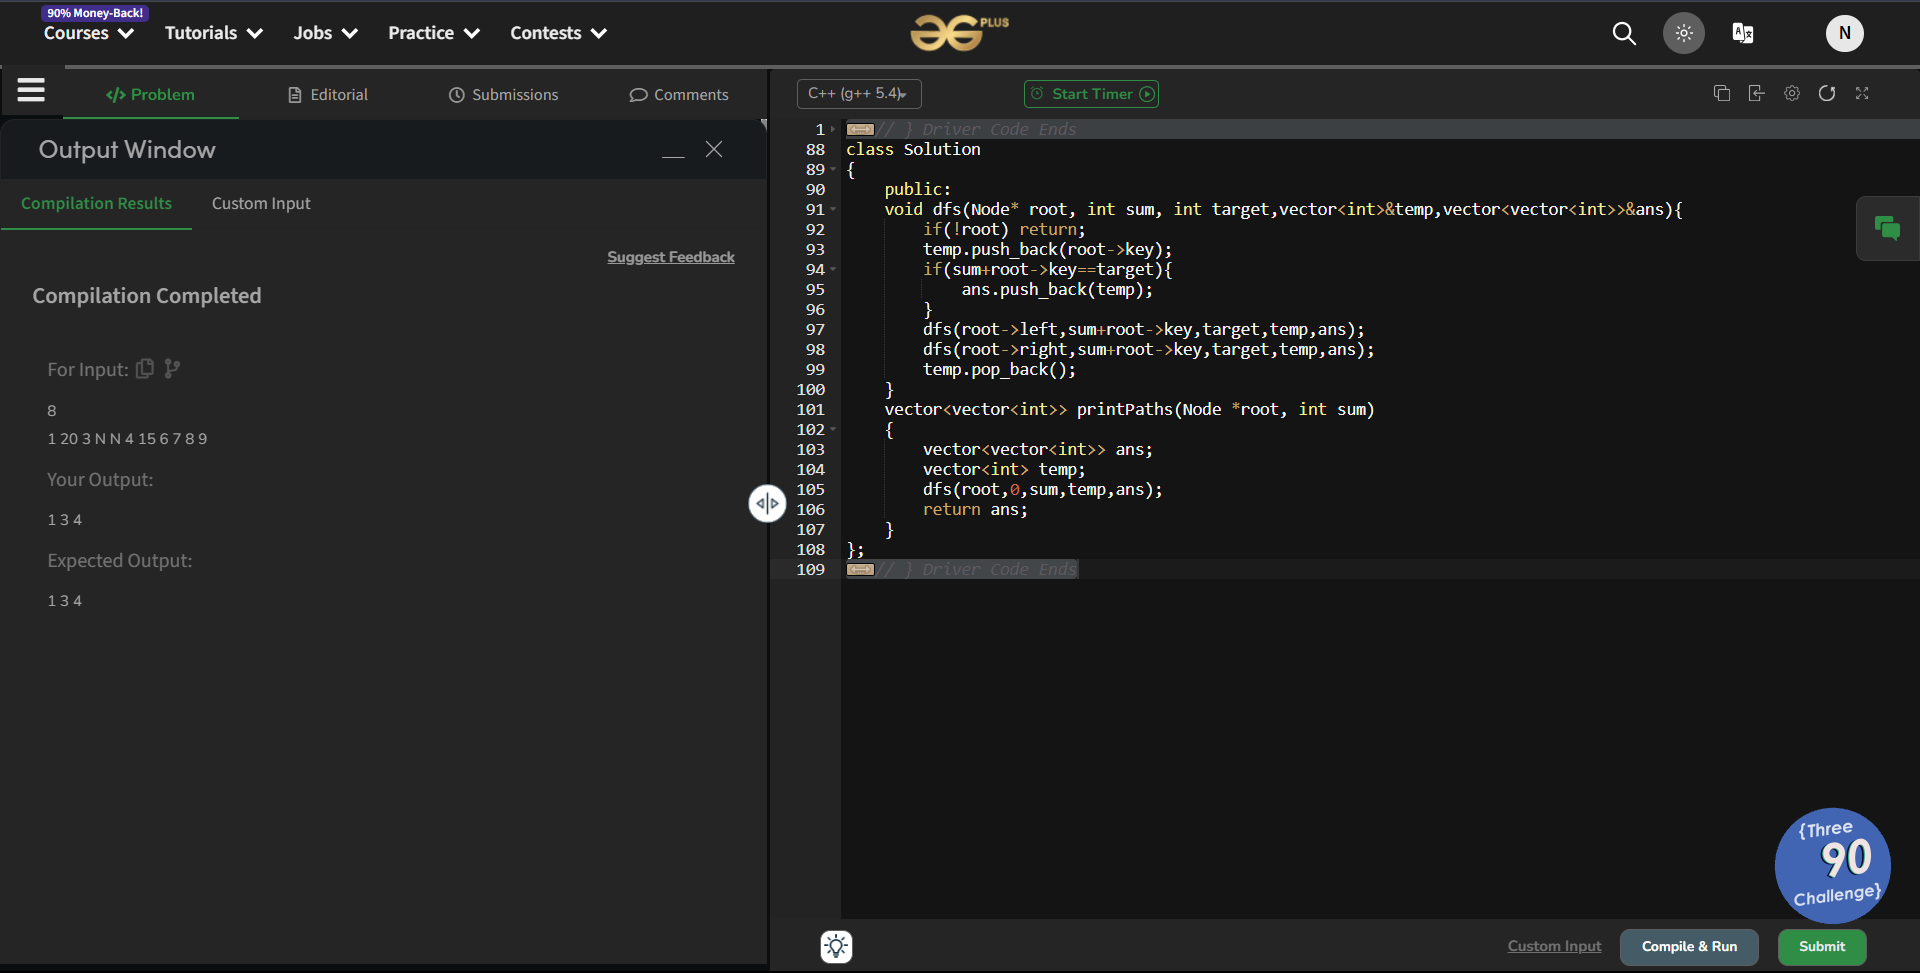 90% Money-Back!
Courses Tutorials Jobs Practice Contests PLUS N
Problem Editorial Submissions Comments
Output Window
Compilation Results Custom Input
Suggest Feedback
Compilation Completed
For Input:
8
1 20 3 N N 4 15 6 7 8 9
Your Output:
1 3 4
Expected Output:
1 3 4
C++ (g++ 5.4) Start Timer
1 // } Driver Code Ends
88 class Solution
89 {
90 public:
91 void dfs(Node* root, int sum, int target,vector<int>&temp,vector<vector<int>>&ans){
92 if(!root) return;
93 temp.push_back(root->key);
94 if(sum+root->key==target){
95 ans.push_back(temp);
96 }
97 dfs(root->left,sum+root->key,target,temp,ans);
98 dfs(root->right,sum+root->key,target,temp,ans);
99 temp.pop_back();
100 }
101 vector<vector<int>> printPaths(Node *root, int sum)
102 {
103 vector<vector<int>> ans;
104 vector<int> temp;
105 dfs(root,0,sum,temp,ans);
106 return ans;
107 }
108 };
109 // } Driver Code Ends
{Three
90
Challenge}
Custom Input Compile & Run Submit